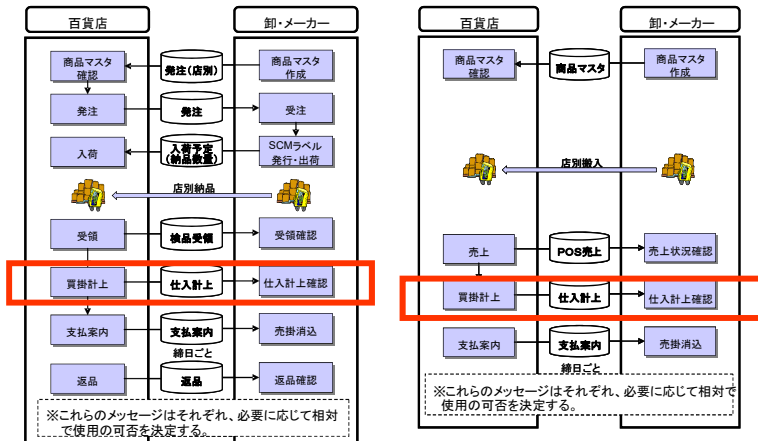 百貨店
卸・メーカー
商品マスタ
確認
発注(店別)
商品マスタ
作成
発注
発注
受注
入荷
入荷予定
(納品数量)
SCMラベル
発行・出荷
店別納品
受領
検品受領
受領確認
買掛計上
仕入計上
仕入計上確認
支払案内
支払案内
売掛消込
締日ごと
返品
返品
返品確認
※これらのメッセージはそれぞれ、必要に応じて相対
で使用の可否を決定する。
百貨店
卸・メーカー
商品マスタ
確認
商品マスタ
商品マスタ
作成
店別搬入
売上
POS売上
売上状況確認
買掛計上
仕入計上
仕入計上確認
支払案内
支払案内
売掛消込
締日ごと
※これらのメッセージはそれぞれ、必要に応じて相対で
使用の可否を決定する。